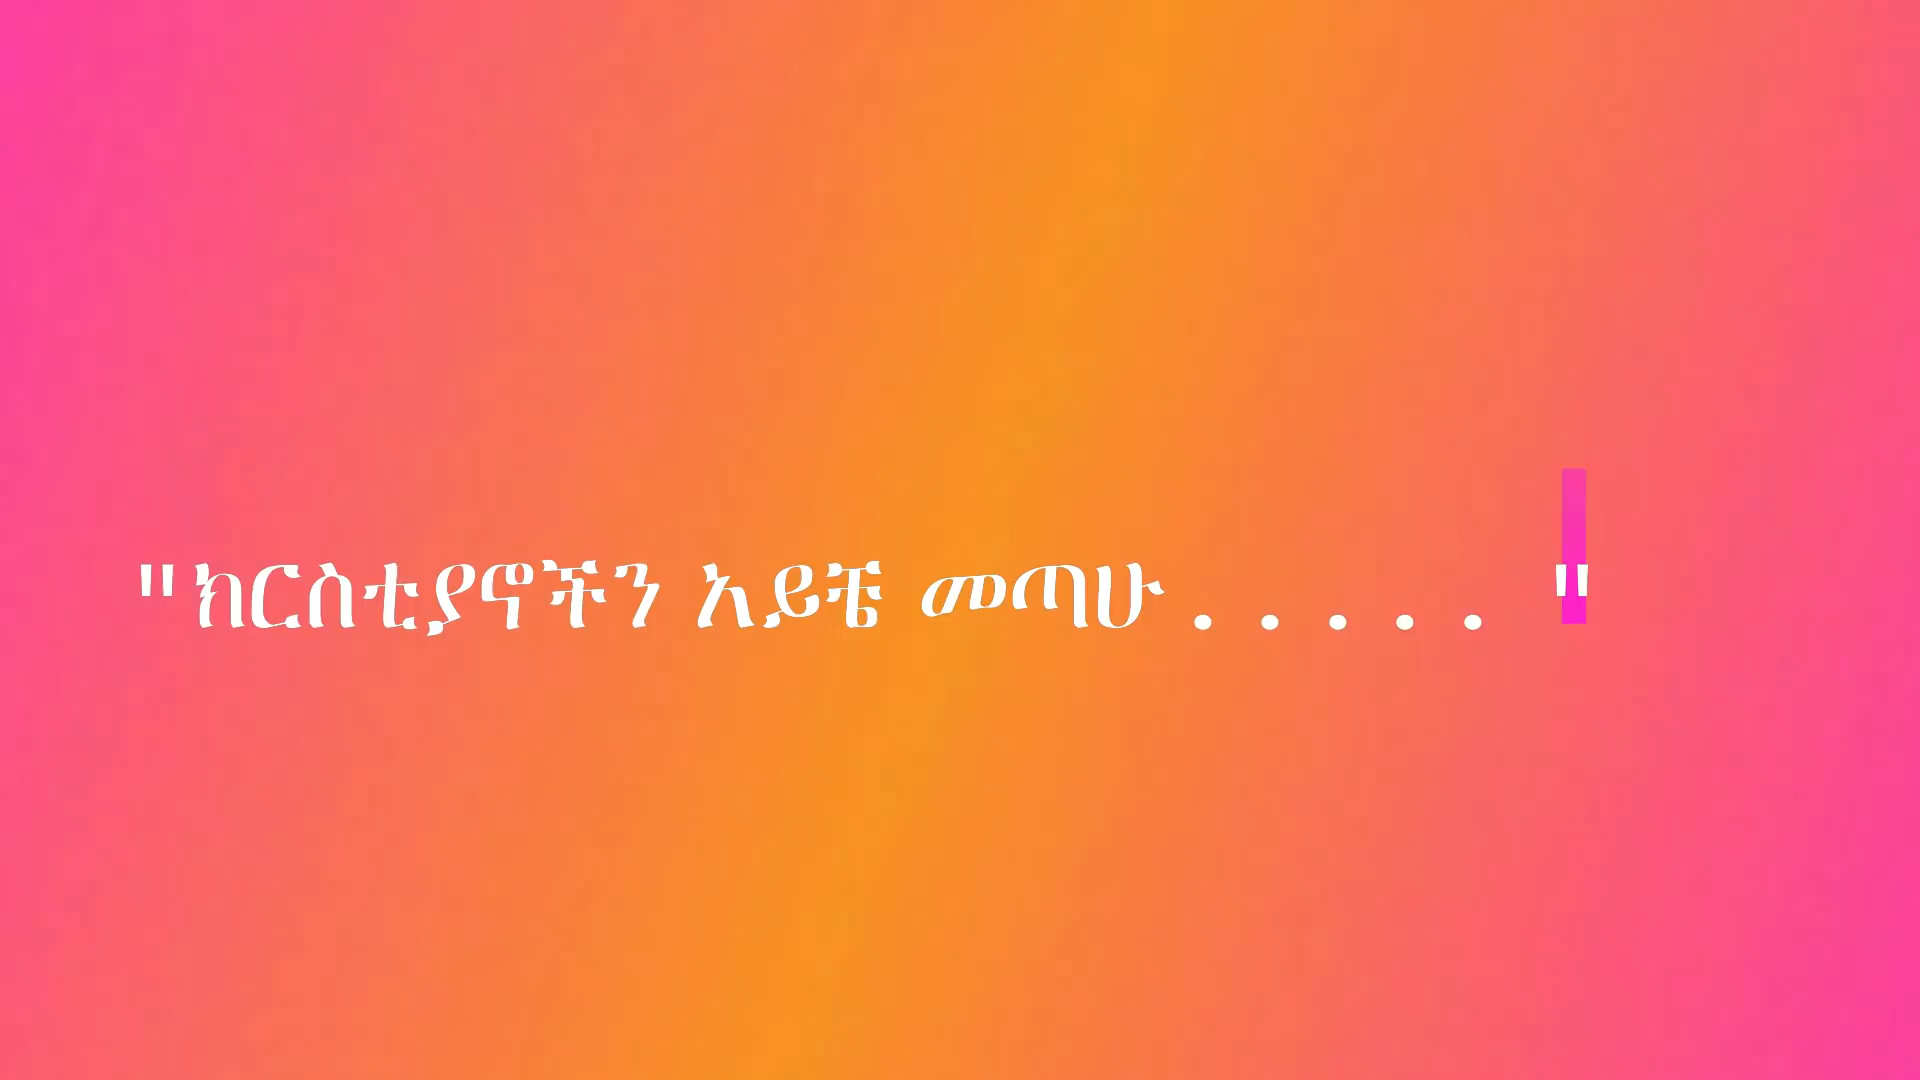 "ክርስቲያኖችን አይቼ መጣሁ . . . . . "